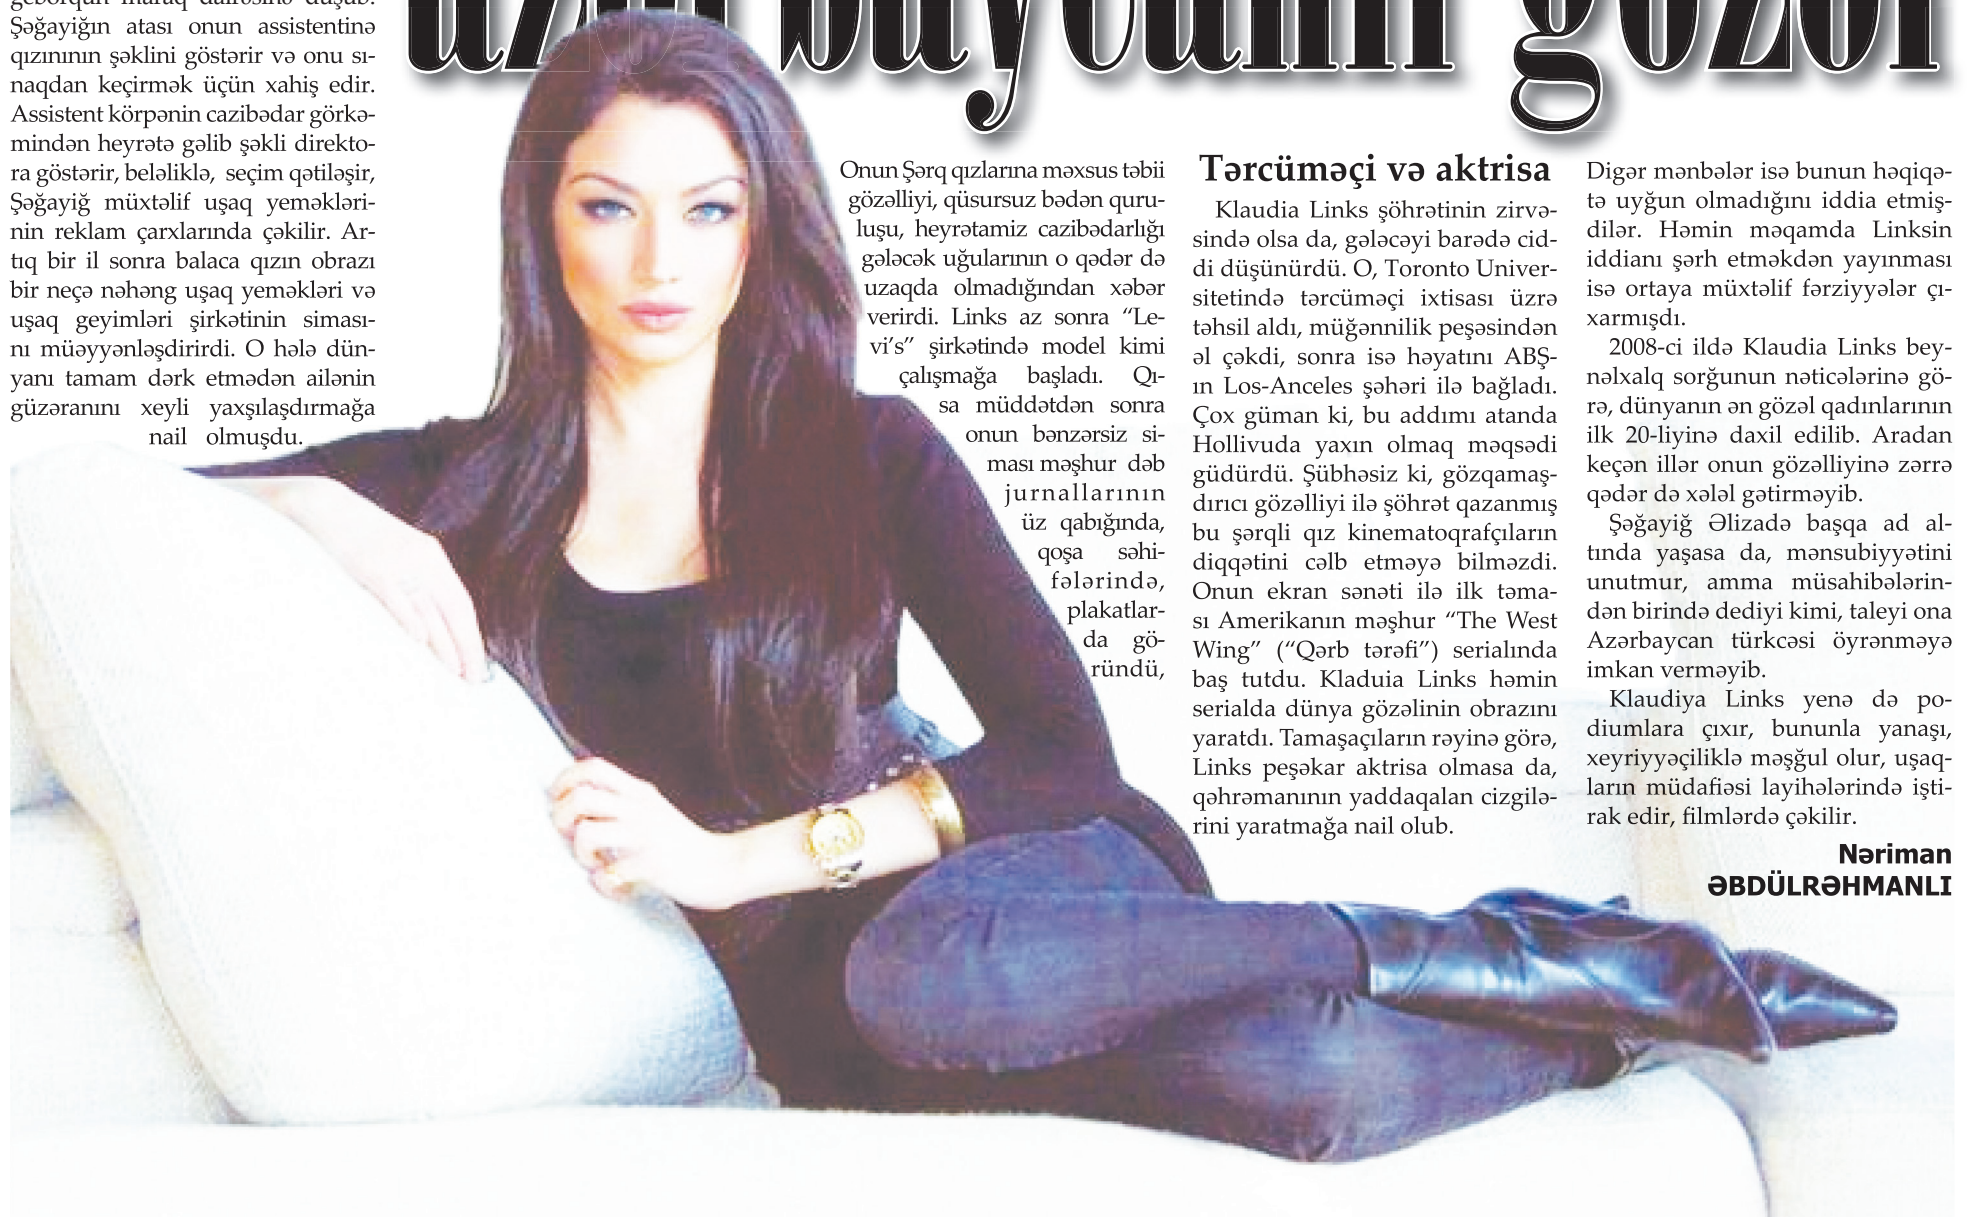 Şəğayiğın atası onun assistentinə
qızınının şəklini göstərir və onu sı-
naqdan keçirmək üçün xahiş edir.
Assistent körpənin cazibədar görkə-
mindən heyrətə gəlib şəkli direkto-
ra göstərir, beləliklə, seçim qətiləşir,
Şəğayiğ müxtəlif uşaq yeməkləri-
nin reklam çarxlarında çəkilir. Ar-
tıq bir il sonra balaca qızın obrazı
bir neçə nəhəng uşaq yeməkləri və
uşaq geyimləri şirkətinin siması-
nı müəyyənləşdirirdi. O hələ dün-
yanı tamam dərk etmədən ailənin
güzəranını xeyli yaxşılaşdırmağa
nail olmuşdu.
Onun Şərq qızlarına məxsus təbii
gözəlliyi, qüsursuz bədən quru-
luşu, heyrətamiz cazibədarlığı
gələcək uğularının o qədər də
uzaqda olmadığından xəbər
verirdi. Links az sonra “Le-
vi’s” şirkətində model kimi
çalışmağa başladı. Qı-
sa müddətdən sonra
onun bənzərsiz si-
ması məşhur dəb
jurnallarının
üz qabığında,
qoşa səhi-
fələrində,
plakatlar-
da gö-
ründü,
Tərcüməçi və aktrisa
Klaudia Links şöhrətinin zirvə-
sində olsa da, gələcəyi barədə cid-
di düşünürdü. O, Toronto Univer-
sitetində tərcüməçi ixtisası üzrə
təhsil aldı, müğənnilik peşəsindən
əl çəkdi, sonra isə həyatını ABŞ-
ın Los-Anceles şəhəri ilə bağladı.
Çox güman ki, bu addımı atanda
Hollivuda yaxın olmaq məqsədi
güdürdü. Şübhəsiz ki, gözqamaş-
dırıcı gözəlliyi ilə şöhrət qazanmış
bu şərqli qız kinematoqrafçıların
diqqətini cəlb etməyə bilməzdi.
Onun ekran sənəti ilə ilk təma-
sı Amerikanın məşhur “The West
Wing” (“Qərb tərəfi”) serialında
baş tutdu. Kladuia Links həmin
serialda dünya gözəlinin obrazını
yaratdı. Tamaşaçıların rəyinə görə,
Links peşəkar aktrisa olmasa da,
qəhrəmanının yaddaqalan cizgilə-
rini yaratmağa nail olub.
Digər mənbələr isə bunun həqiqə-
tə uyğun olmadığını iddia etmiş-
dilər. Həmin məqamda Linksin
iddianı şərh etməkdən yayınması
isə ortaya müxtəlif fərziyyələr çı-
xarmışdı.
2008-ci ildə Klaudia Links bey-
nəlxalq sorğunun nəticələrinə gö-
rə, dünyanın ən gözəl qadınlarının
ilk 20-liyinə daxil edilib. Aradan
keçən illər onun gözəlliyinə zərrə
qədər də xələl gətirməyib.
Şəğayiğ Əlizadə başqa ad al-
tında yaşasa da, mənsubiyyətini
unutmur, amma müsahibələrin-
dən birində dediyi kimi, taleyi ona
Azərbaycan türkcəsi öyrənməyə
imkan verməyib.
Klaudiya Links yenə də po-
diumlara çıxır, bununla yanaşı,
xeyriyyəçiliklə məşğul olur, uşaq-
ların müdafiəsi layihələrində işti-
rak edir, filmlərdə çəkilir.
Nəriman
ƏBDÜLRƏHMANLI